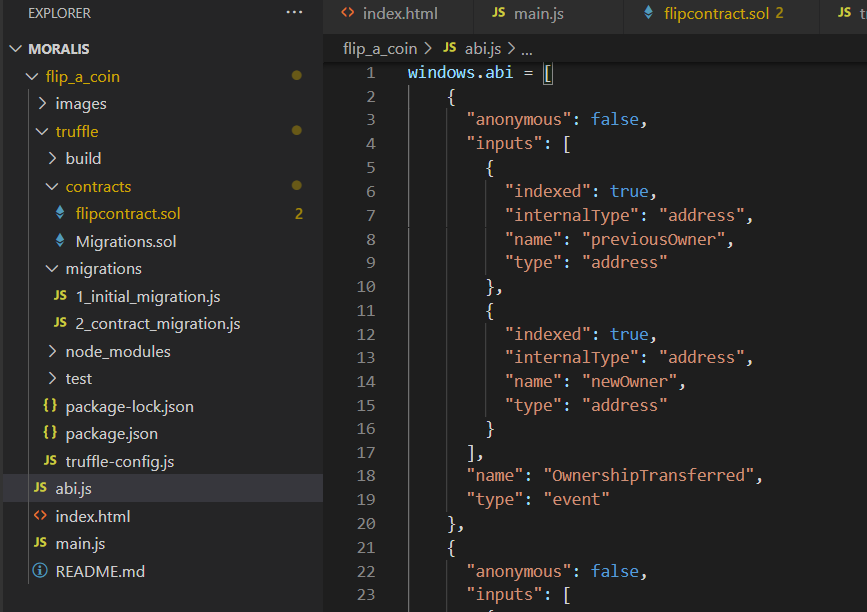 EXPLORER ...
MORALIS
flip_a_coin
images
truffle
build
contracts
flipcontract.sol 2
Migrations.sol
migrations
JS 1_initial_migration.js
JS 2_contract_migration.js
node_modules
test
{} package-lock.json
{} package.json
JS truffle-config.js
JS abi.js
<> index.html
JS main.js
README.md
<> index.html JS main.js flipcontract.sol 2 JS
flip_a_coin > JS abi.js > ...
1 windows.abi = [
2 {
3 "anonymous": false,
4 "inputs": [
5 {
6 "indexed": true,
7 "internalType": "address",
8 "name": "previousOwner",
9 "type": "address"
10 },
11 {
12 "indexed": true,
13 "internalType": "address",
14 "name": "newOwner",
15 "type": "address"
16 }
17 ],
18 "name": "OwnershipTransferred",
19 "type": "event"
20 },
21 {
22 "anonymous": false,
23 "inputs": [